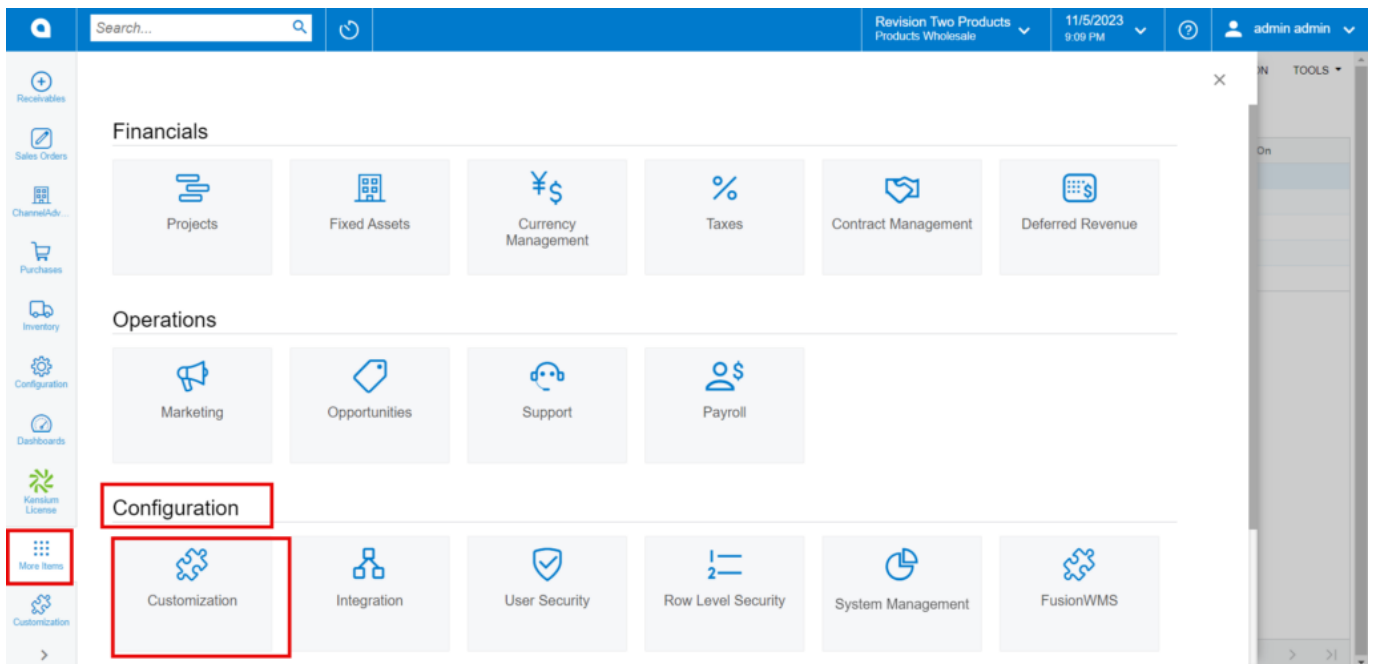 Search...
Revision Two Products
Products Wholesale
11/5/2023
9:09 PM
admin admin
Receivables
Sales Orders
ChannelAdv...
Purchases
Inventory
Configuration
Dashboards
Kensium
License
More Items
Customization
ON
TOOLS
On
Financials
Projects
Fixed Assets
Currency
Management
Taxes
Contract Management
Deferred Revenue
Operations
Marketing
Opportunities
Support
Payroll
Configuration
Customization
Integration
User Security
Row Level Security
System Management
FusionWMS